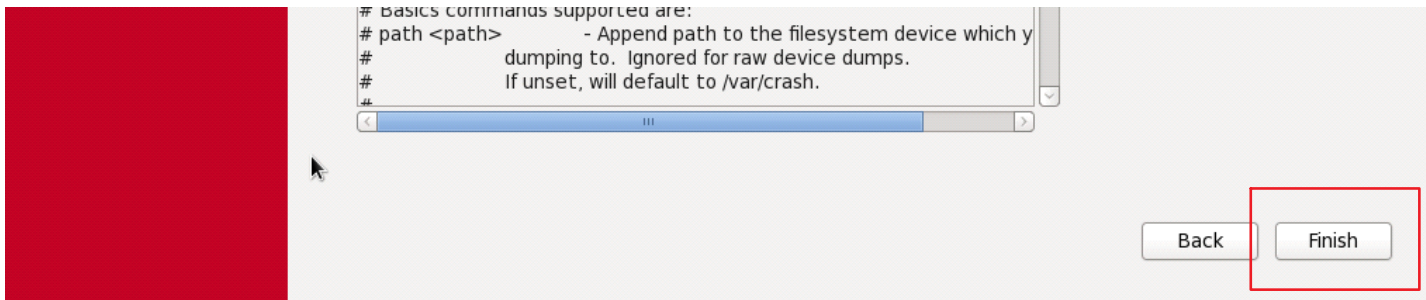 # Basics commands supported are:
# path <path> - Append path to the filesystem device which y
# dumping to. Ignored for raw device dumps.
# If unset, will default to /var/crash.
#
Back Finish